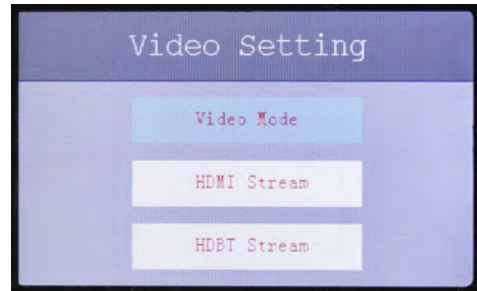 Video Setting
Video Mode
HDMI Stream
HDBT Stream